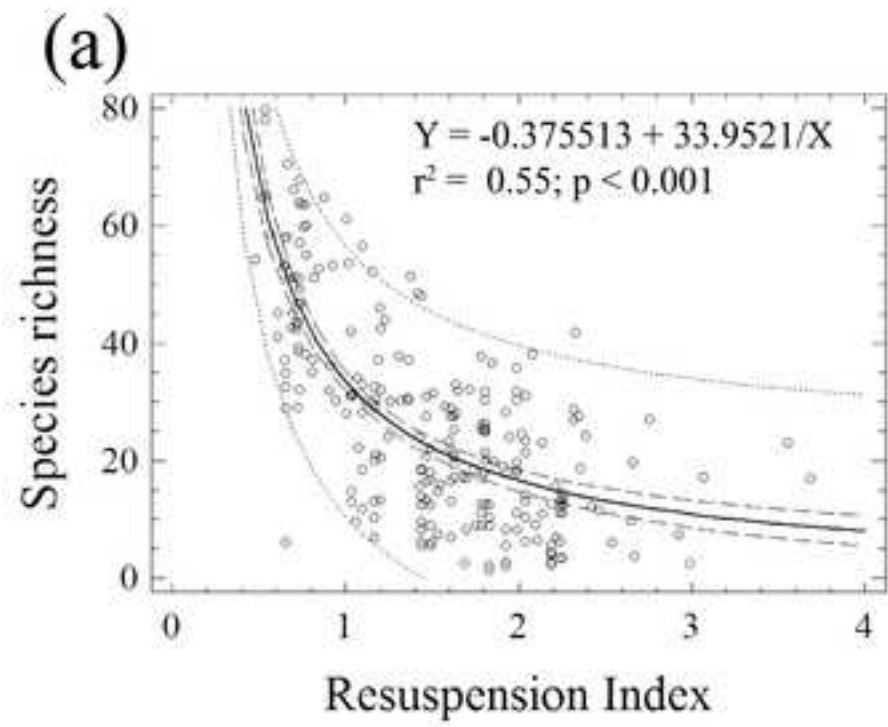 (a)
80
60
40
20
0
Species richness
Y = -0.375513 + 33.9521/X
r² = 0.55; p < 0.001
0 1 2 3 4
Resuspension Index